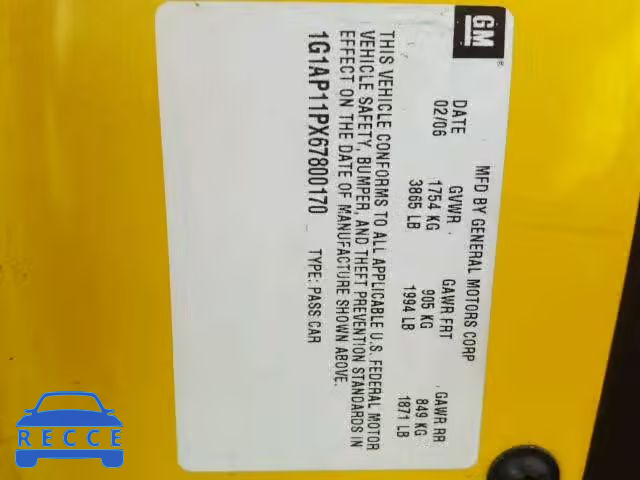 GM
®
MFD BY GENERAL MOTORS CORP
DATE GVWR GAWR FRT GAWR RR
02/06 1754 KG 905 KG 849 KG
3865 LB 1994 LB 1871 LB
THIS VEHICLE CONFORMS TO ALL APPLICABLE U.S. FEDERAL MOTOR
VEHICLE SAFETY, BUMPER, AND THEFT PREVENTION STANDARDS IN
EFFECT ON THE DATE OF MANUFACTURE SHOWN ABOVE.
1G1AP11PX67800170 TYPE: PASS CAR
RECCE